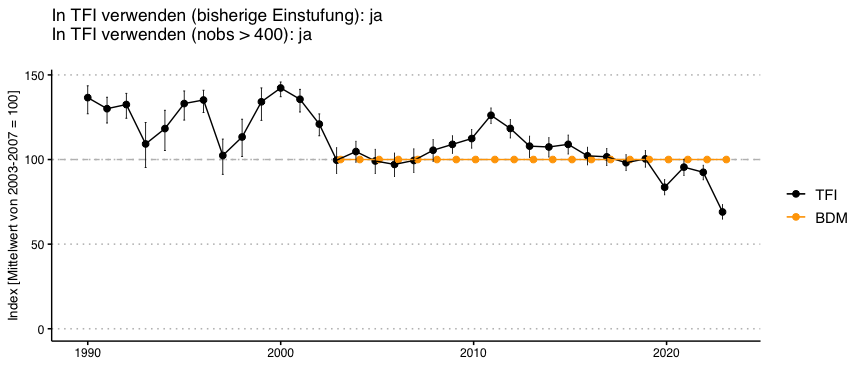 In TFI verwenden (bisherige Einstufung): ja
In TFI verwenden (nobs > 400): ja
Index [Mittelwert von 2003-2007 = 100]
150
100
50
0
1990
2000
2010
2020
TFI
BDM